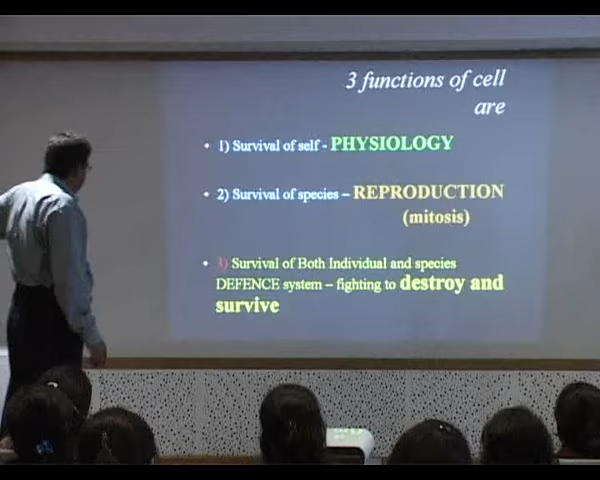 3 functions of cell
are
• 1) Survival of self - PHYSIOLOGY
• 2) Survival of species – REPRODUCTION
(mitosis)
• 3) Survival of Both Individual and species
DEFENCE system – fighting to destroy and
survive